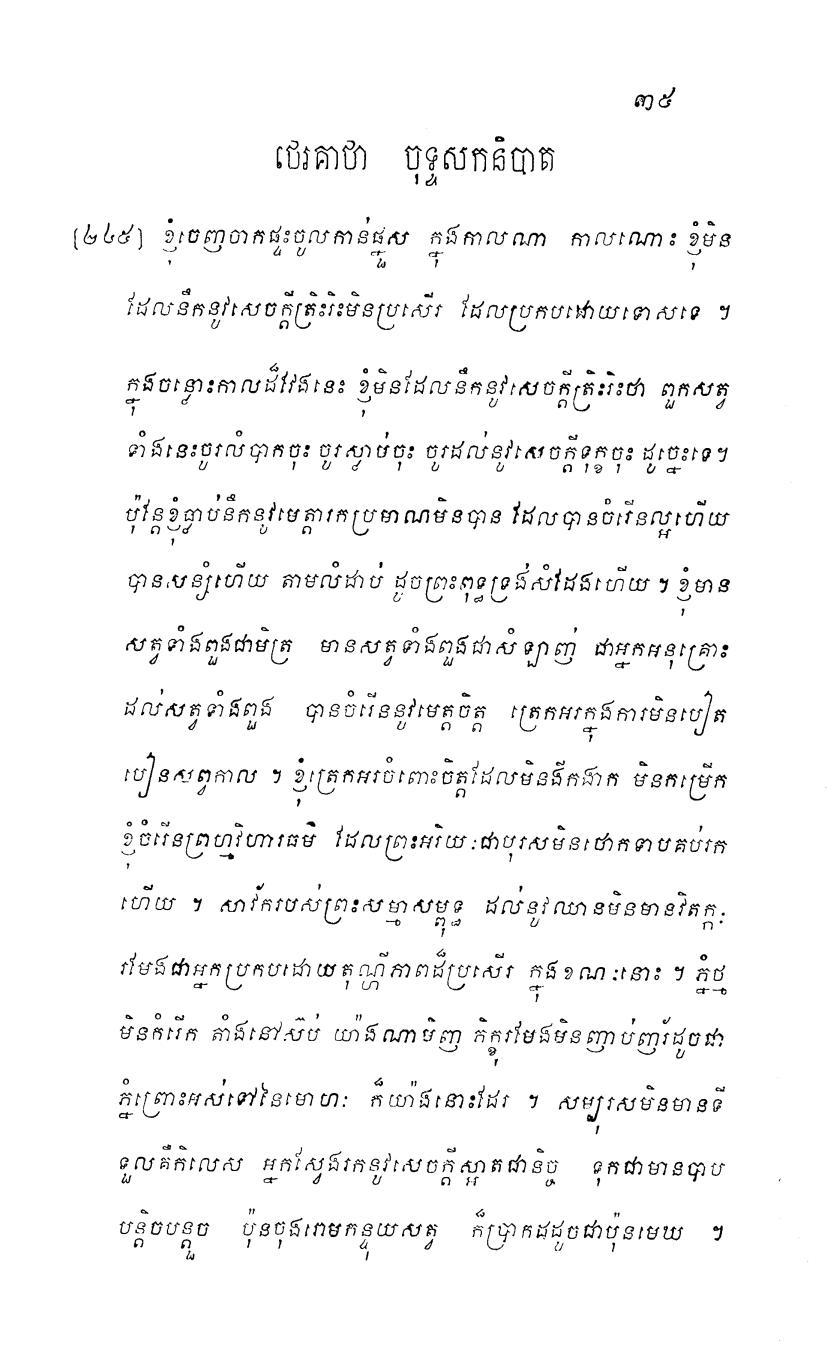 ៣៥
ថេរគាថា ចុទ្ទសកនិបាត
[២៤៥] ខ្ញុំចេញចាកផ្ទះចូលកាន់ផ្នួស ក្នុងកាលណា កាលណោះ ខ្ញុំមិន
ដែលនឹកនូវសេចក្តីត្រិះរិះមិនប្រសើរ ដែលប្រកបដោយទោសទេ ។
ក្នុងចន្លោះកាលដ៏វែងនេះ ខ្ញុំមិនដែលនឹកនូវសេចក្តីត្រិះរិះថា ពួកសត្វ
ទាំងនេះចូរលំបាកចុះ ចូរស្លាប់ចុះ ចូរដល់នូវសេចក្តីទុក្ខចុះ ដូច្នេះទេ។
ប៉ុន្តែខ្ញុំធ្លាប់នឹកនូវមេត្តារកប្រមាណមិនបាន ដែលបានចំរើនល្អហើយ
បានសន្សំហើយ តាមលំដាប់ ដូចព្រះពុទ្ធទ្រង់សំដែងហើយ ។ ខ្ញុំមាន
សត្វទាំងពួងជាមិត្រ មានសត្វទាំងពួងជាសំឡាញ់ ជាអ្នកអនុគ្រោះ
ដល់សត្វទាំងពួង បានចំរើននូវមេត្តចិត្ត ត្រេកអរក្នុងការមិនបៀត
បៀនសព្វកាល ។ ខ្ញុំត្រេកអរចំពោះចិត្តដែលមិនងីកងាក មិនកម្រើក
ខ្ញុំចំរើនព្រហ្មវិហារធម៌ ដែលព្រះអរិយៈជាបុរសមិនថោកទាបគប់រក
ហើយ ។ សាវ័ករបស់ព្រះសម្មាសម្ពុទ្ធ ដល់នូវឈានមិនមានវិតក្កៈ
រមែងជាអ្នកប្រកបដោយតុណ្ហីភាពដ៏ប្រសើរ ក្នុងខណៈនោះ ។ ភ្នំថ្ម
មិនកំរើក តាំងនៅស៊ប់ យ៉ាងណាមិញ ភិក្ខុរមែងមិនញាប់ញ័រដូចជា
ភ្នំព្រោះអស់ទៅនៃមោហៈ ក៏យ៉ាងនោះដែរ ។ សប្បុរសមិនមានទី
ទួលគឺកិលេស អ្នកស្វែងរកនូវសេចក្តីស្អាតជានិច្ច ទុកជាមានបាប
បន្តិចបន្តួច ប៉ុនចុងរោមកន្ទុយសត្វ ក៏ប្រាកដដូចជាប៉ុនមេឃ ។